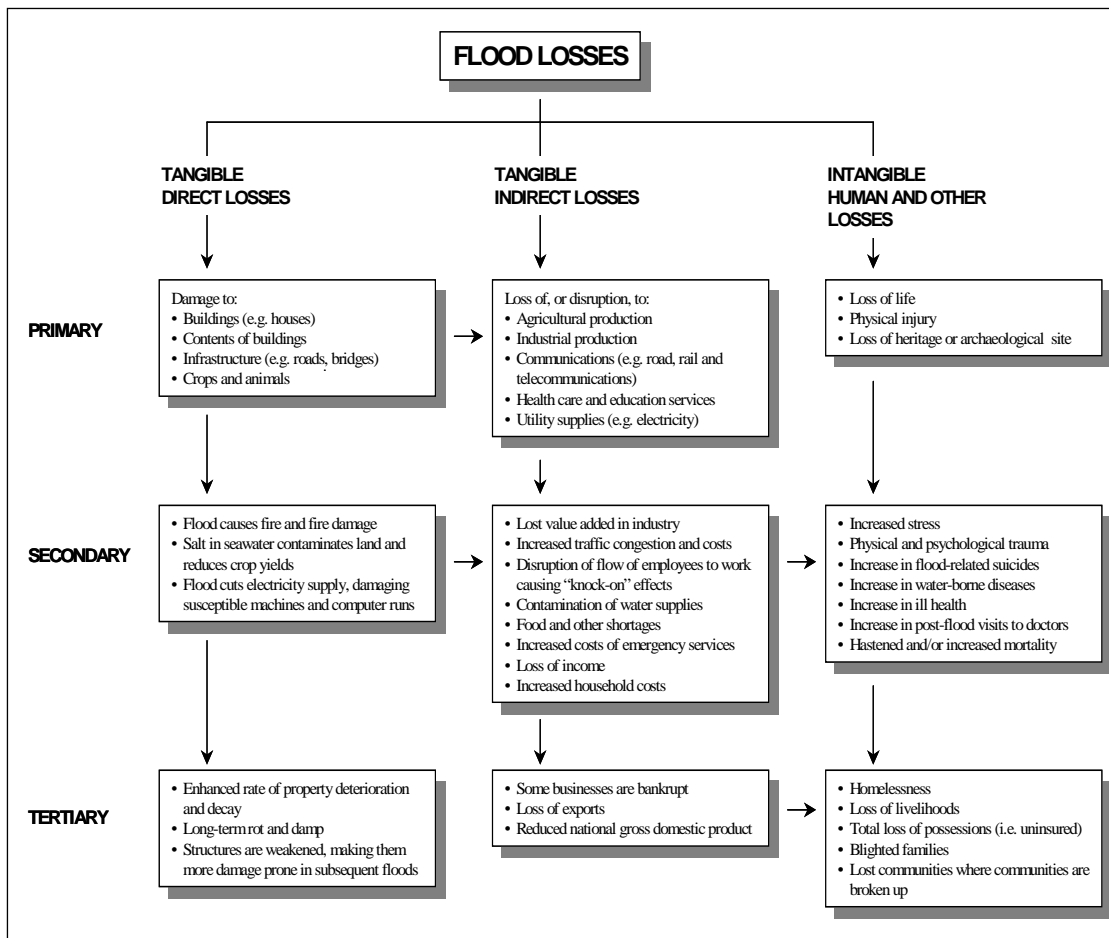 FLOOD LOSSES
TANGIBLE
DIRECT LOSSES
TANGIBLE
INDIRECT LOSSES
INTANGIBLE
HUMAN AND OTHER
LOSSES
PRIMARY
Damage to:
• Buildings (e.g. houses)
• Contents of buildings
• Infrastructure (e.g. roads, bridges)
• Crops and animals
Loss of, or disruption, to:
• Agricultural production
• Industrial production
• Communications (e.g. road, rail and
telecommunications)
• Health care and education services
• Utility supplies (e.g. electricity)
• Loss of life
• Physical injury
• Loss of heritage or archaeological site
SECONDARY
• Flood causes fire and fire damage
• Salt in seawater contaminates land and
reduces crop yields
• Flood cuts electricity supply, damaging
susceptible machines and computer runs
• Lost value added in industry
• Increased traffic congestion and costs
• Disruption of flow of employees to work
causing “knock-on” effects
• Contamination of water supplies
• Food and other shortages
• Increased costs of emergency services
• Loss of income
• Increased household costs
• Increased stress
• Physical and psychological trauma
• Increase in flood-related suicides
• Increase in water-borne diseases
• Increase in ill health
• Increase in post-flood visits to doctors
• Hastened and/or increased mortality
TERTIARY
• Enhanced rate of property deterioration
and decay
• Long-term rot and damp
• Structures are weakened, making them
more damage prone in subsequent floods
• Some businesses are bankrupt
• Loss of exports
• Reduced national gross domestic product
• Homelessness
• Loss of livelihoods
• Total loss of possessions (i.e. uninsured)
• Blighted families
• Lost communities where communities are
broken up